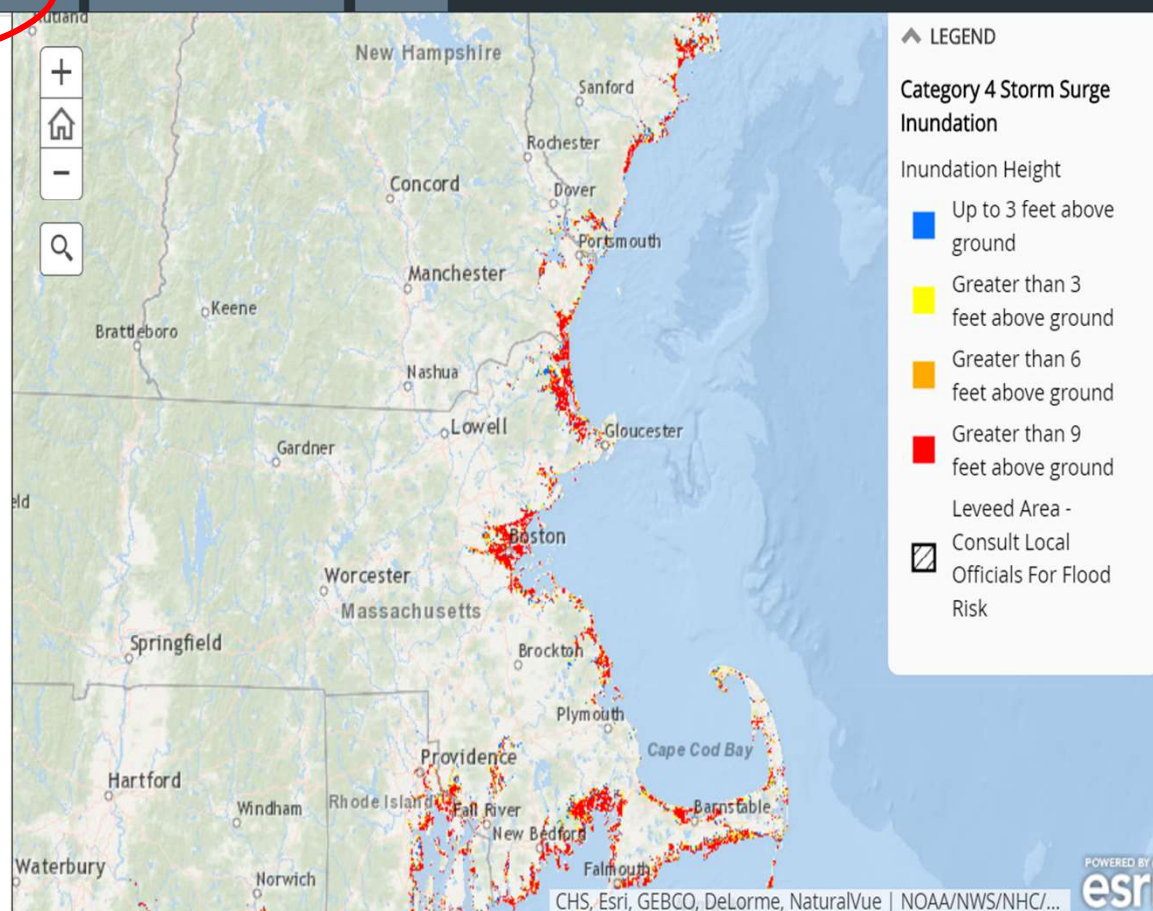 utland
New Hampshire
Sanford
Rochester
Concord
Dover
Portsmouth
Manchester
Keene
Brattleboro
Nashua
Lowell
Gloucester
Gardner
eld
Boston
Worcester
Massachusetts
Springfield
Brockton
Plymouth
Cape Cod Bay
Providence
Hartford
Rhode Island
Windham
Fall River
Barnstable
New Bedford
Waterbury
Falmouth
Norwich
CHS, Esri, GEBCO, DeLorme, NaturalVue | NOAA/NWS/NHC/...
LEGEND
Category 4 Storm Surge
Inundation
Inundation Height
Up to 3 feet above
ground
Greater than 3
feet above ground
Greater than 6
feet above ground
Greater than 9
feet above ground
Leveed Area -
Consult Local
Officials For Flood
Risk
POWERED BY
esr